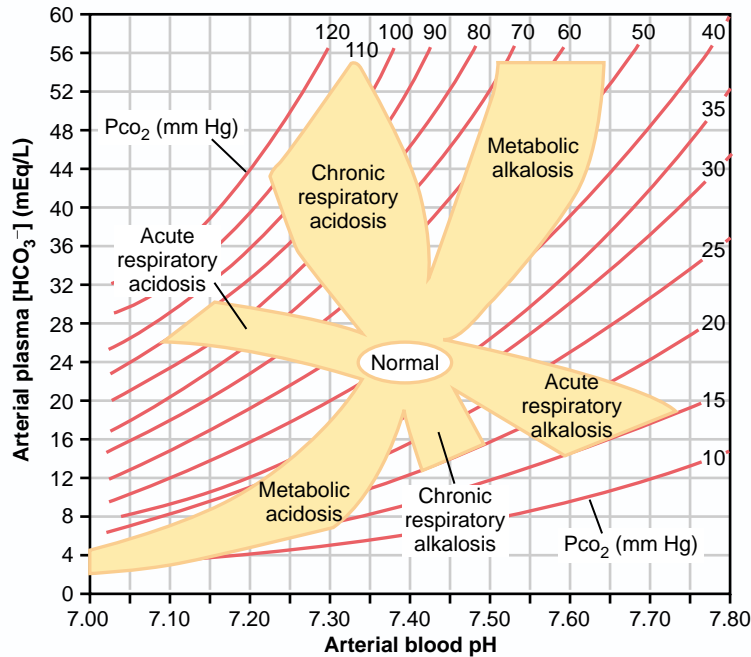 60
56
52
48
44
40
36
32
28
24
20
16
12
8
4
0
Arterial plasma [HCO₃⁻] (mEq/L)
120
110
100
90
80
70
60
50
40
35
30
25
20
15
10
Pco₂ (mm Hg)
Chronic
respiratory
acidosis
Metabolic
alkalosis
Acute
respiratory
acidosis
Normal
Acute
respiratory
alkalosis
Metabolic
acidosis
Chronic
respiratory
alkalosis
Pco₂ (mm Hg)
7.00 7.20 7.30 7.40 7.50 7.60 7.70 7.80
Arterial blood pH